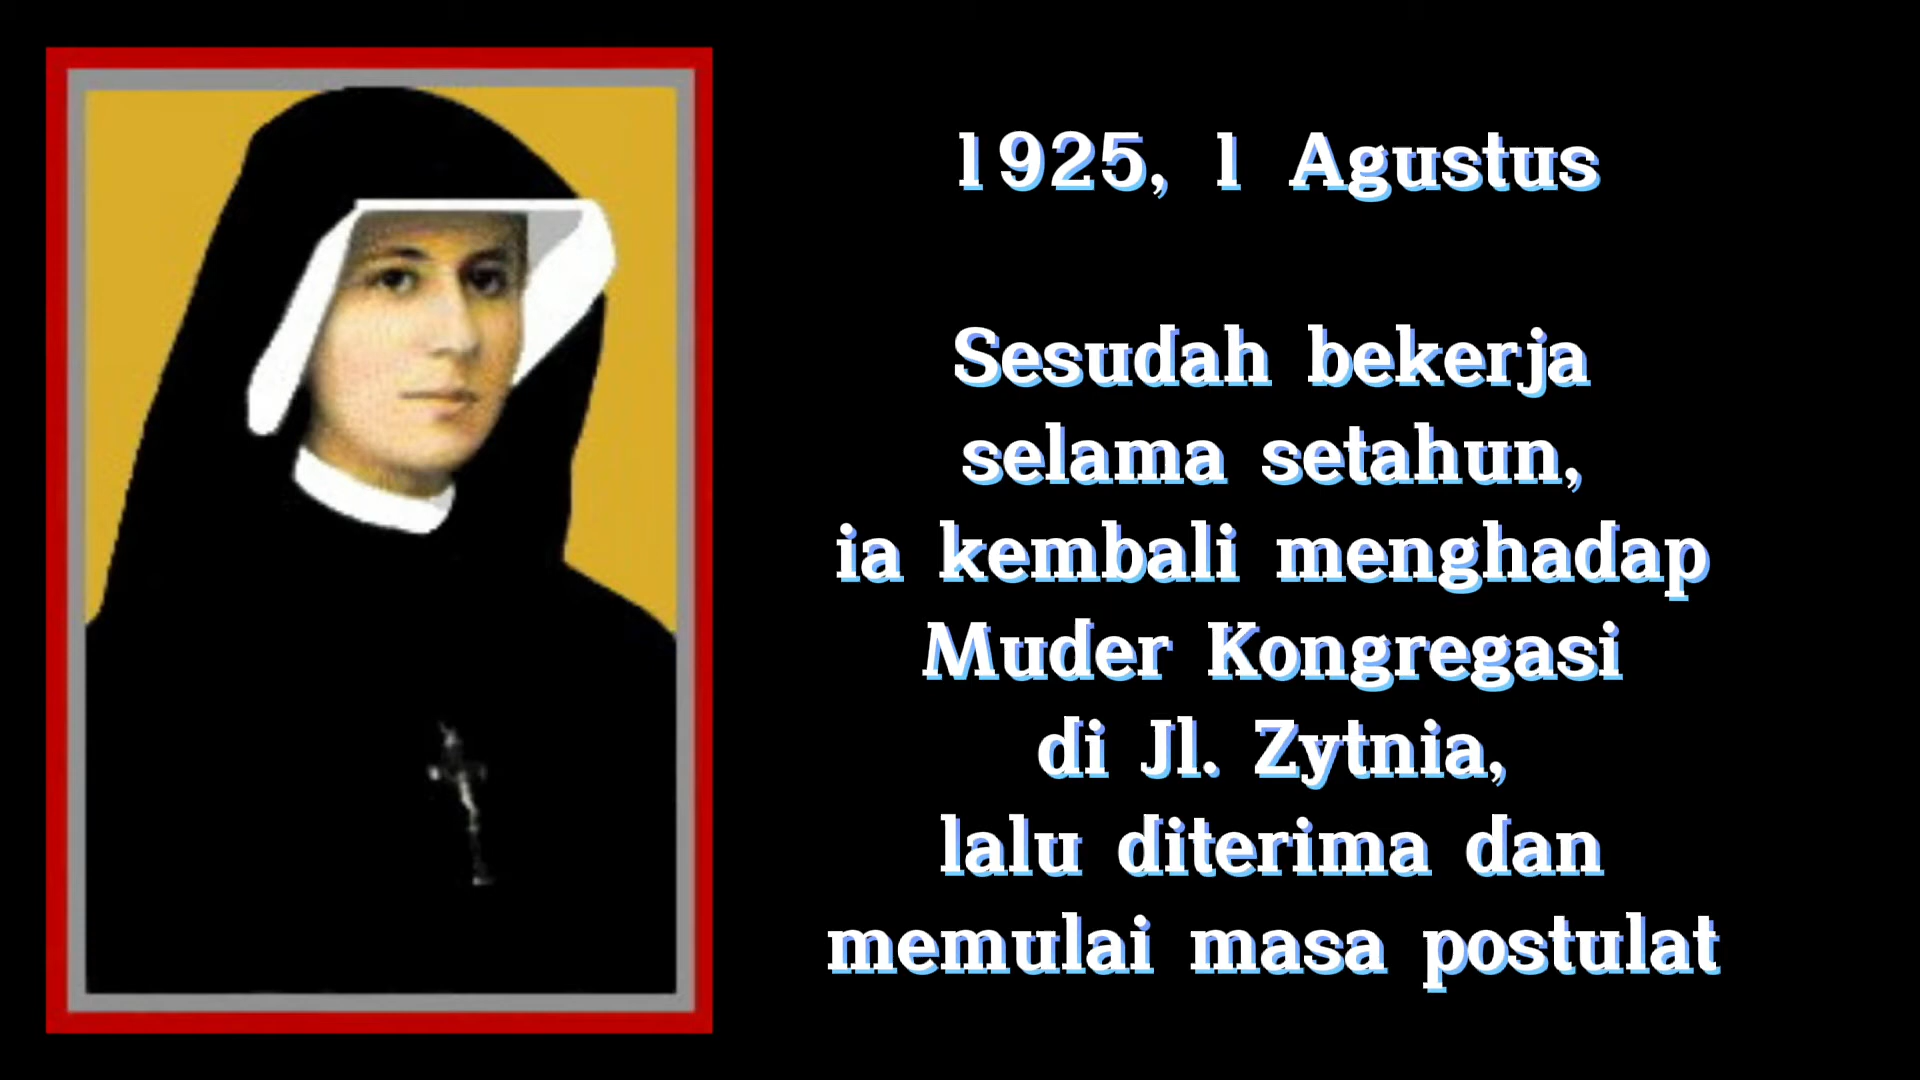 1925, 1 Agustus
Sesudah bekerja
selama setahun,
ia kembali menghadap
Muder Kongregasi
di Jl. Zytnia,
lalu diterima dan
memulai masa postulat